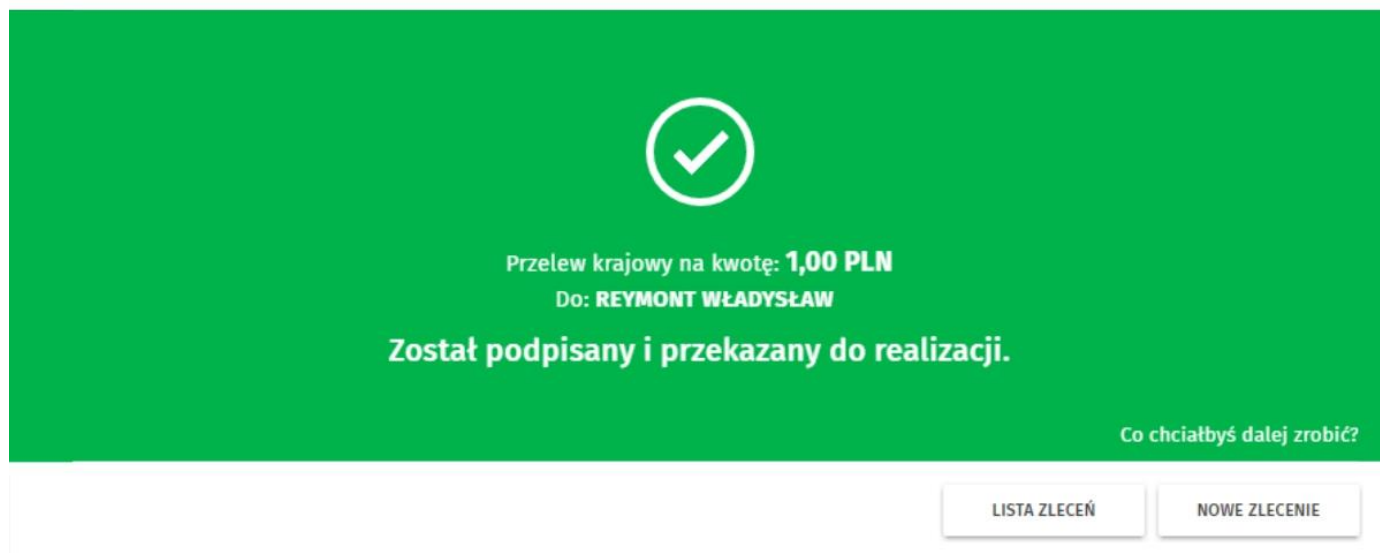 Przelew krajowy na kwotę: 1,00 PLN
Do: REYMONT WŁADYSŁAW
Został podpisany i przekazany do realizacji.
Co chciałbyś dalej zrobić?
LISTA ZLECEŃ NOWE ZLECENIE